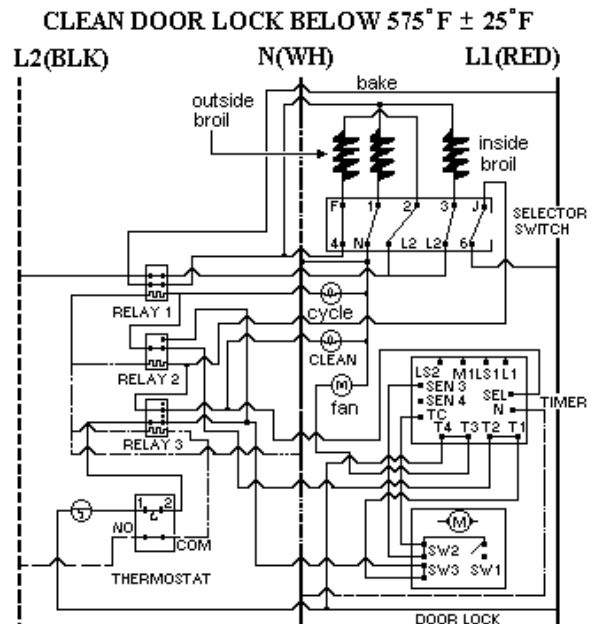 CLEAN DOOR LOCK BELOW 575°F ± 25°F
L2(BLK) N(WH) L1(RED)
bake
outside
broil
inside
broil
F 1 2 3 J
SELECTOR
SWITCH
4 N L2 L2 6
RELAY 1
cycle
RELAY 2
CLEAN
LS2 M1 LS1 L1
SEN 3
SEN 4
SEL
TC
N
TIMER
M
fan
T4 T3 T2 T1
RELAY 3
1 2
NO
COM
THERMOSTAT
M
SW2
SW3 SW1
DOOR LOCK